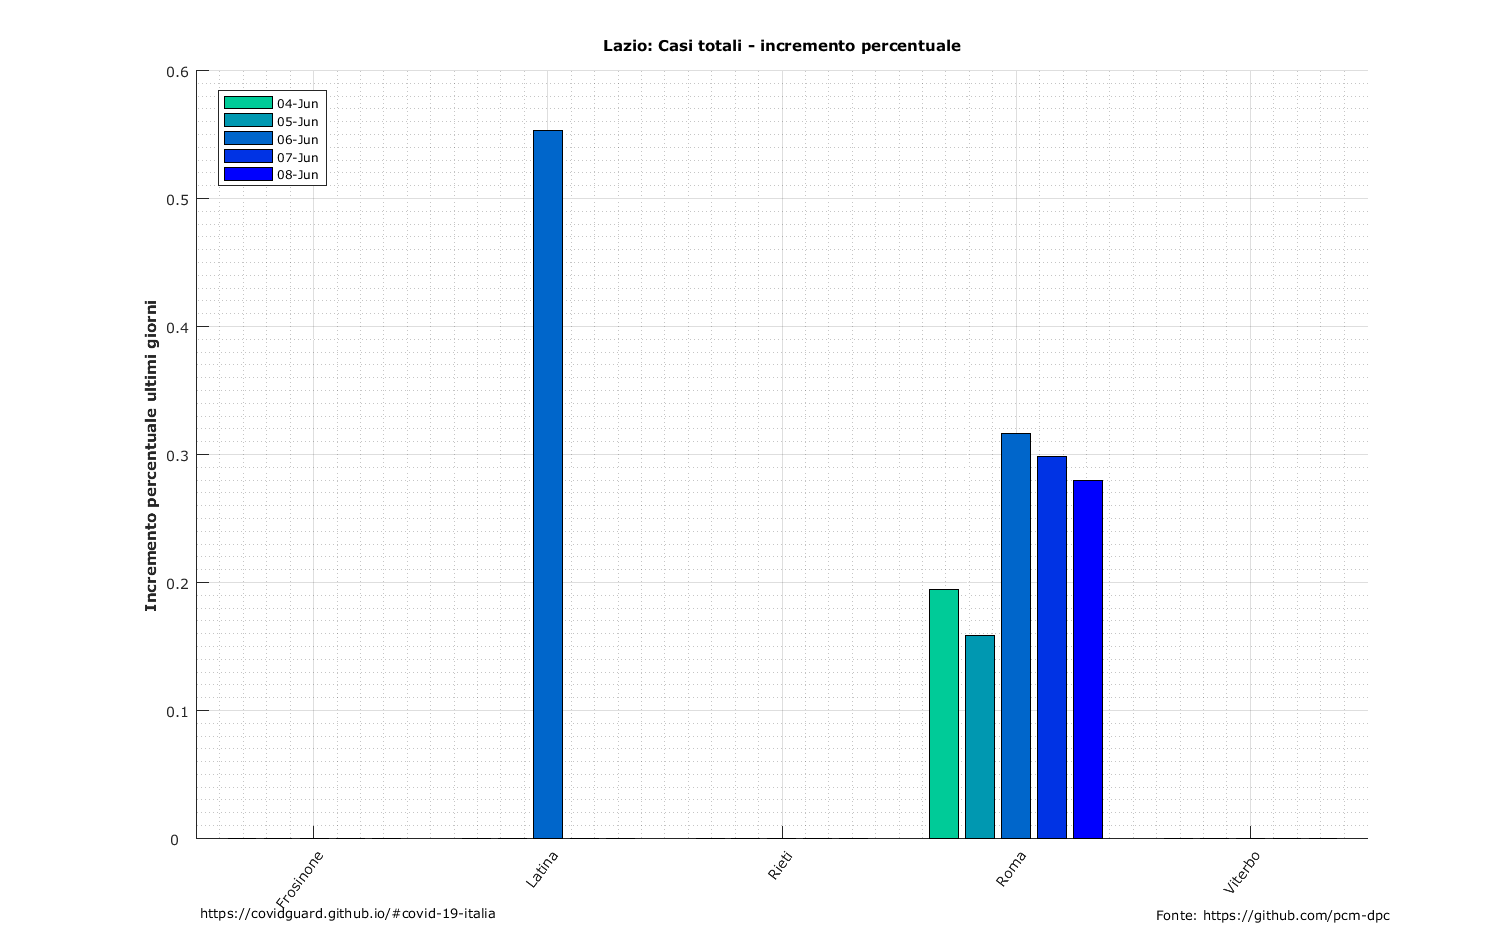 Lazio: Casi totali - incremento percentuale
Incremento percentuale ultimi giorni
0.6
0.5
0.4
0.3
0.2
0.1
0
04-Jun
05-Jun
06-Jun
07-Jun
08-Jun
Frosinone
Latina
Rieti
Roma
Viterbo
https://covidguard.github.io/#covid-19-italia
Fonte: https://github.com/pcm-dpc